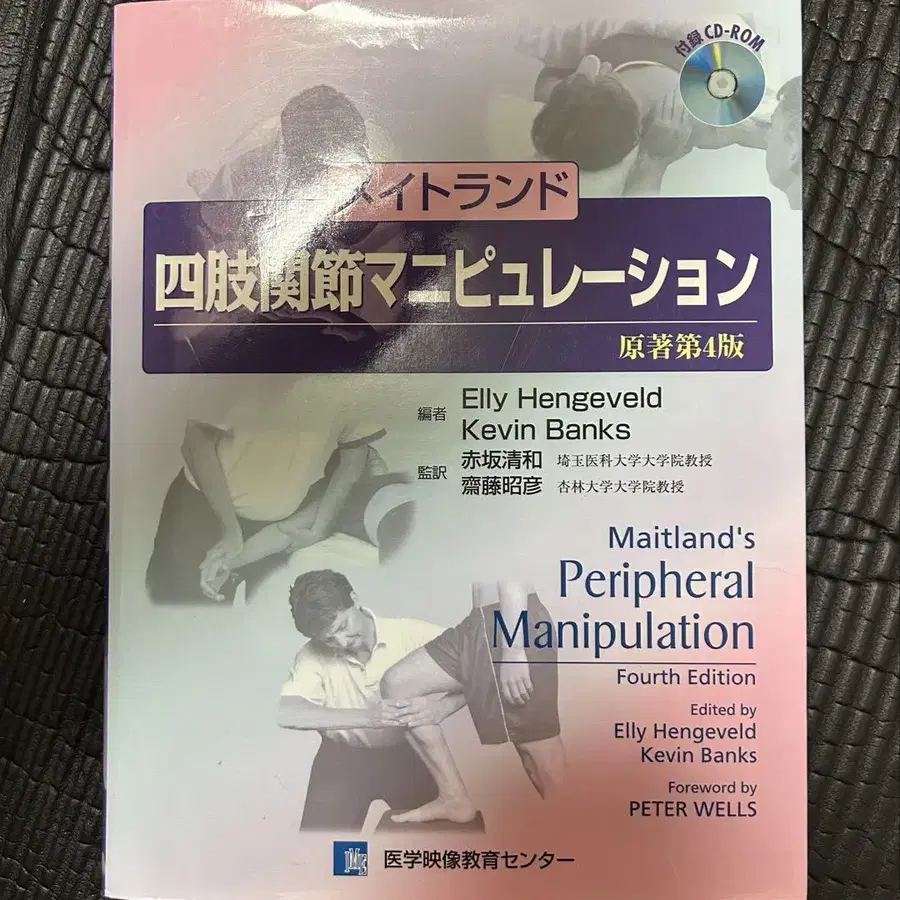 付録 CD-ROM
メイトランド
四肢関節マニピュレーション
原著第4版
編者 Elly Hengeveld
Kevin Banks
監訳 赤坂清和 埼玉医科大学大学院教授
齋藤昭彦 杏林大学大学院教授
Maitland's
Peripheral
Manipulation
Fourth Edition
Edited by
Elly Hengeveld
Kevin Banks
Foreword by
PETER WELLS
医学映像教育センター